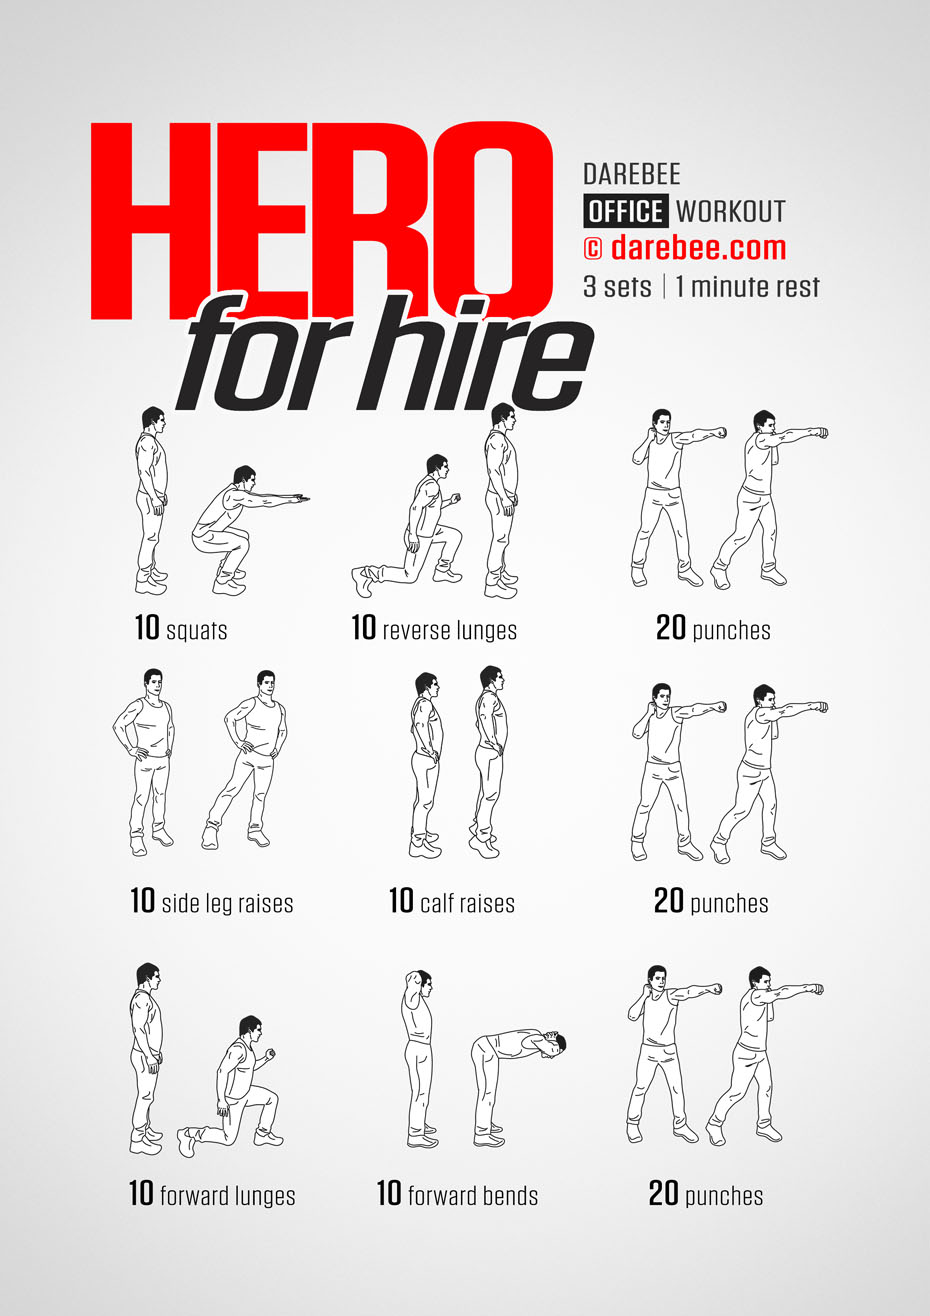 HERO
for hire
DAREBEE
OFFICE WORKOUT
© darebee.com
3 sets | 1 minute rest
10 squats
10 reverse lunges
20 punches
10 side leg raises
10 calf raises
20 punches
10 forward lunges
10 forward bends
20 punches